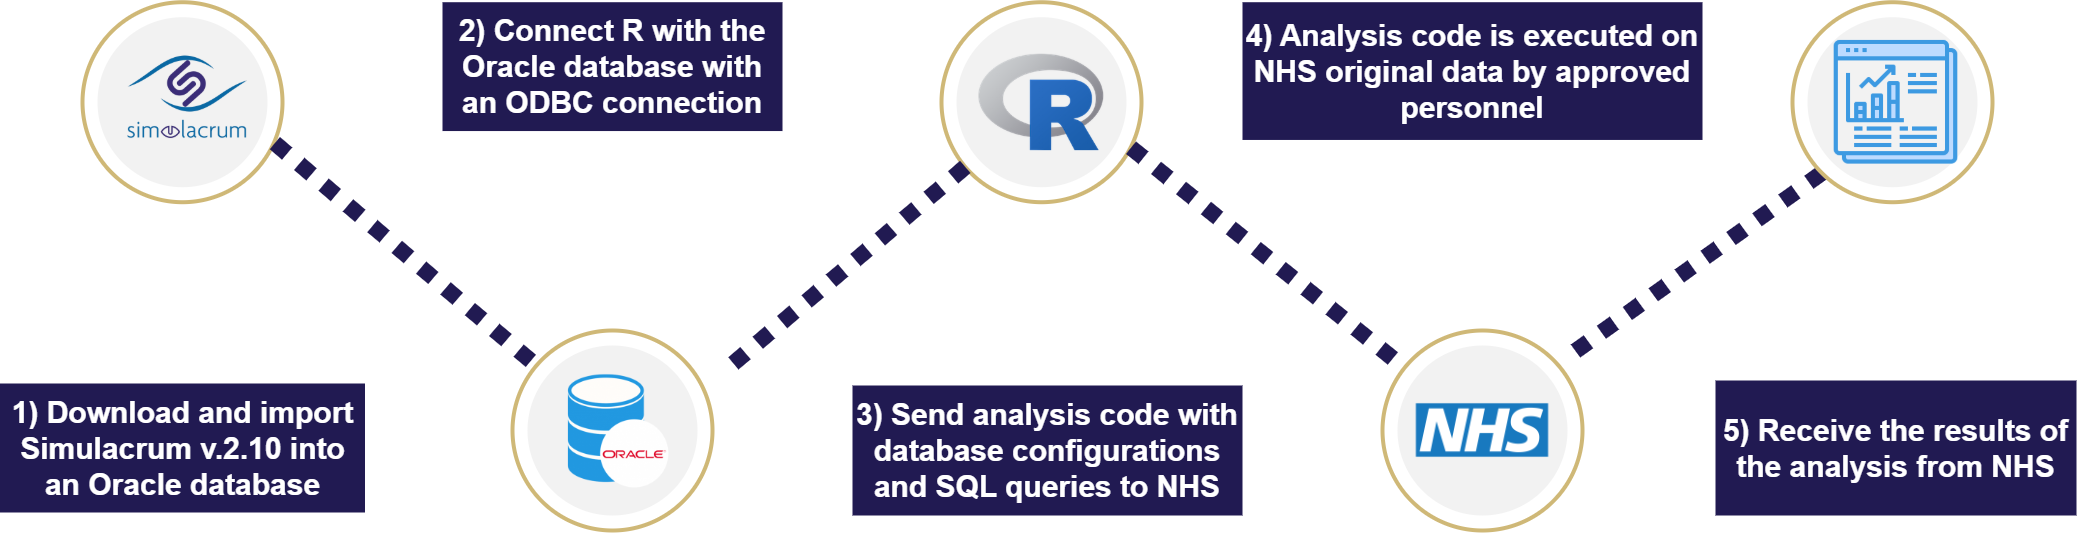 simulacrum
1) Download and import
Simulacrum v.2.10 into
an Oracle database
2) Connect R with the
Oracle database with
an ODBC connection
ORACLE
R
3) Send analysis code with
database configurations
and SQL queries to NHS
4) Analysis code is executed on
NHS original data by approved
personnel
NHS
5) Receive the results of
the analysis from NHS